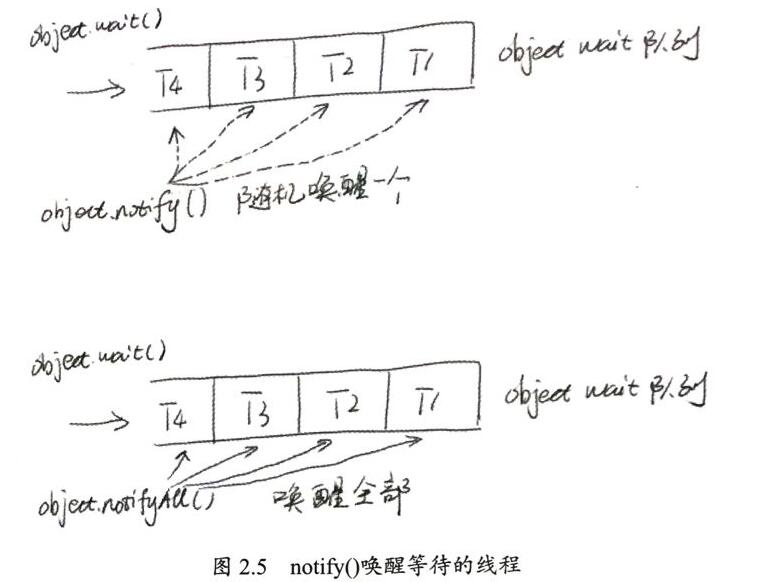 object.wait()
T4 T3 T2 T1
object wait 队列
object.notify() 随机唤醒一个
object.wait()
T4 T3 T2 T1
object wait 队列
object.notifyAll() 唤醒全部
图 2.5 notify()唤醒等待的线程